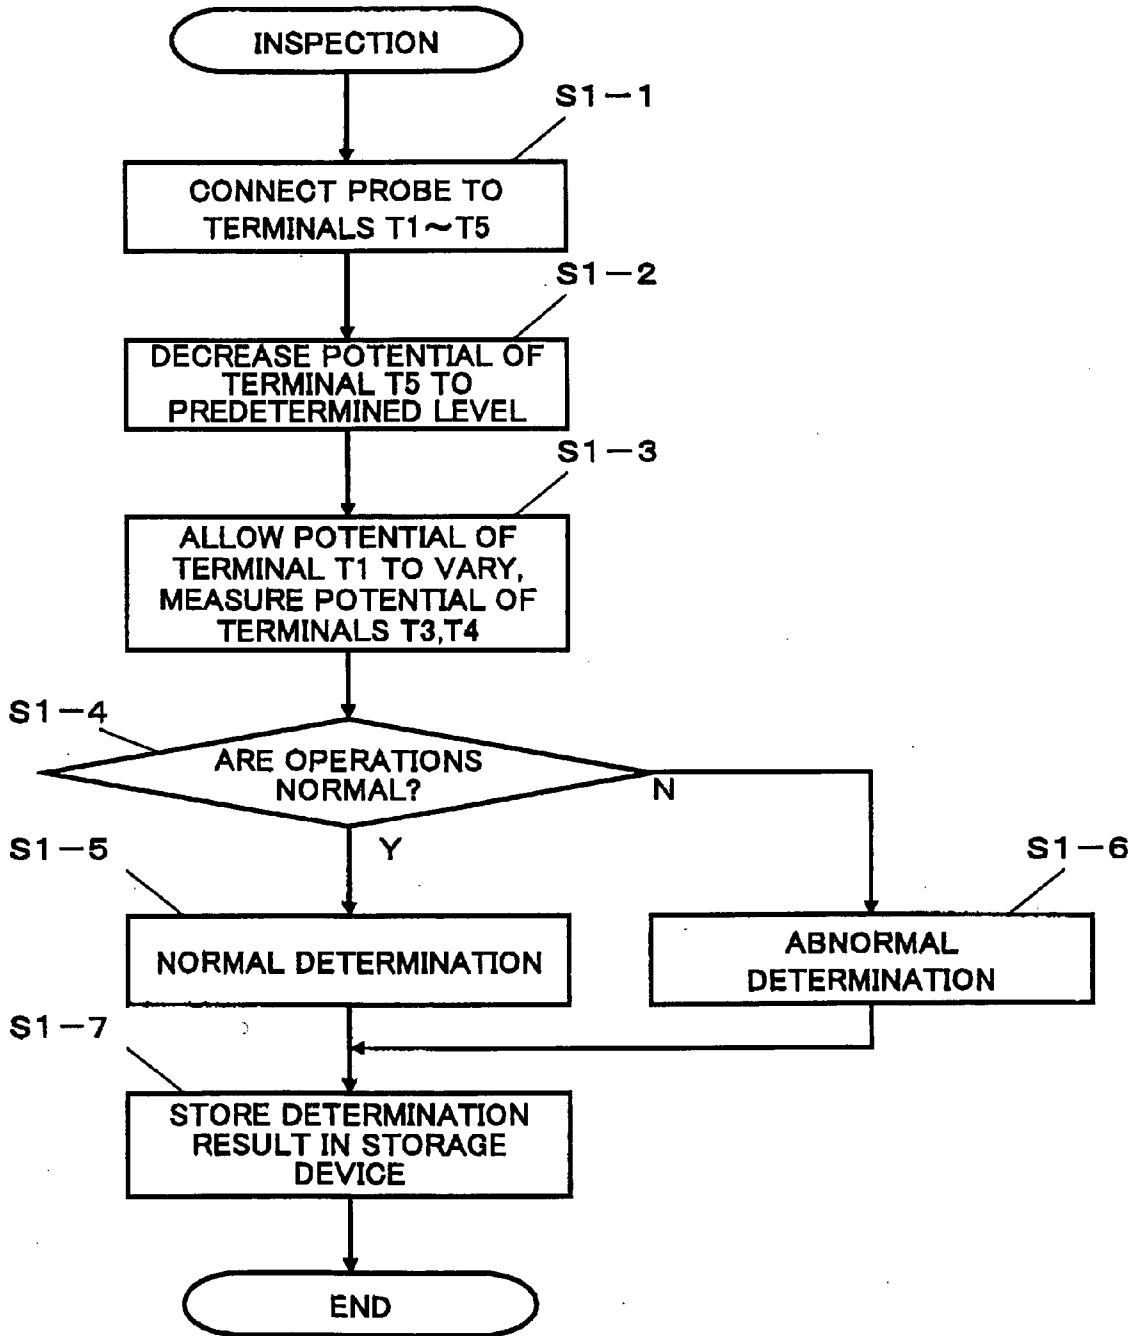 INSPECTION
S1-1
CONNECT PROBE TO
TERMINALS T1~T5
S1-2
DECREASE POTENTIAL OF
TERMINAL T5 TO
PREDETERMINED LEVEL
S1-3
ALLOW POTENTIAL OF
TERMINAL T1 TO VARY,
MEASURE POTENTIAL OF
TERMINALS T3,T4
S1-4
ARE OPERATIONS
NORMAL?
N
Y
S1-5
NORMAL DETERMINATION
S1-6
ABNORMAL
DETERMINATION
S1-7
STORE DETERMINATION
RESULT IN STORAGE
DEVICE
END